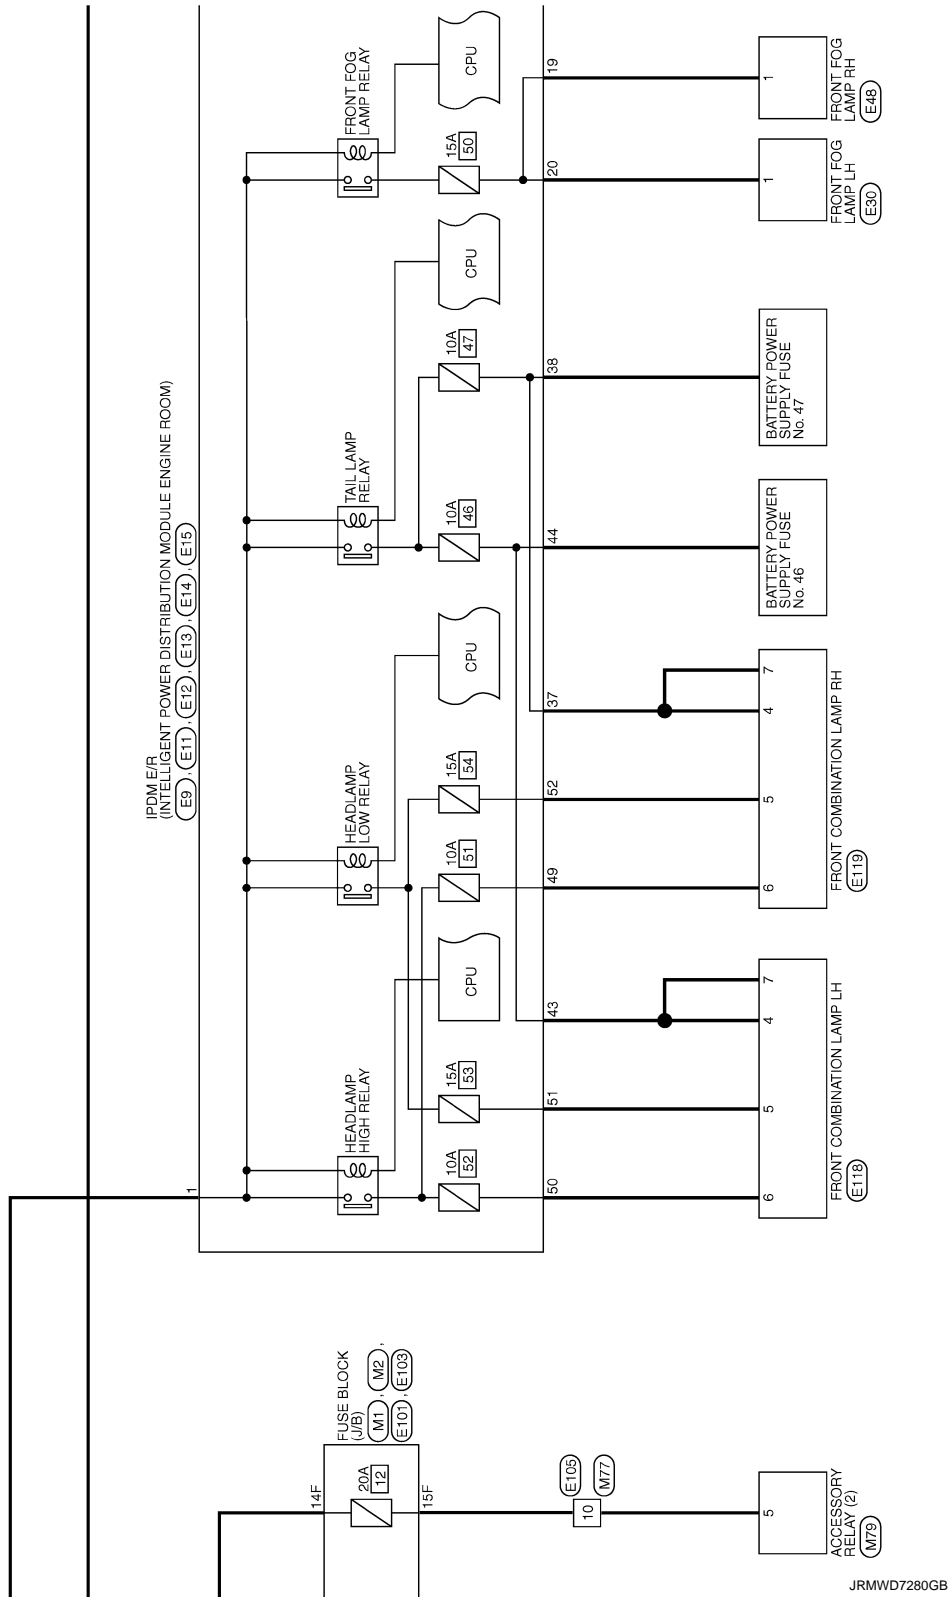 IPDM E/R
(INTELLIGENT POWER DISTRIBUTION MODULE ENGINE ROOM)
E9 , E11 , E12 , E13 , E14 , E15
1
HEADLAMP
HIGH RELAY
HEADLAMP
LOW RELAY
TAIL LAMP
RELAY
FRONT FOG
LAMP RELAY
CPU
CPU
CPU
CPU
10A
52
15A
53
10A
51
15A
54
10A
46
10A
47
15A
50
50
51
43
49
52
37
44
38
20
19
6
5
4
7
FRONT COMBINATION LAMP LH
E118
6
5
4
7
FRONT COMBINATION LAMP RH
E119
BATTERY POWER
SUPPLY FUSE
No. 46
BATTERY POWER
SUPPLY FUSE
No. 47
1
FRONT FOG
LAMP LH
E30
1
FRONT FOG
LAMP RH
E48
FUSE BLOCK
(J/B)
M1 , M2 ,
E101 , E103
14F
20A
12
15F
E105
10
M77
5
ACCESSORY
RELAY (2)
M79
JRMWD7280GB